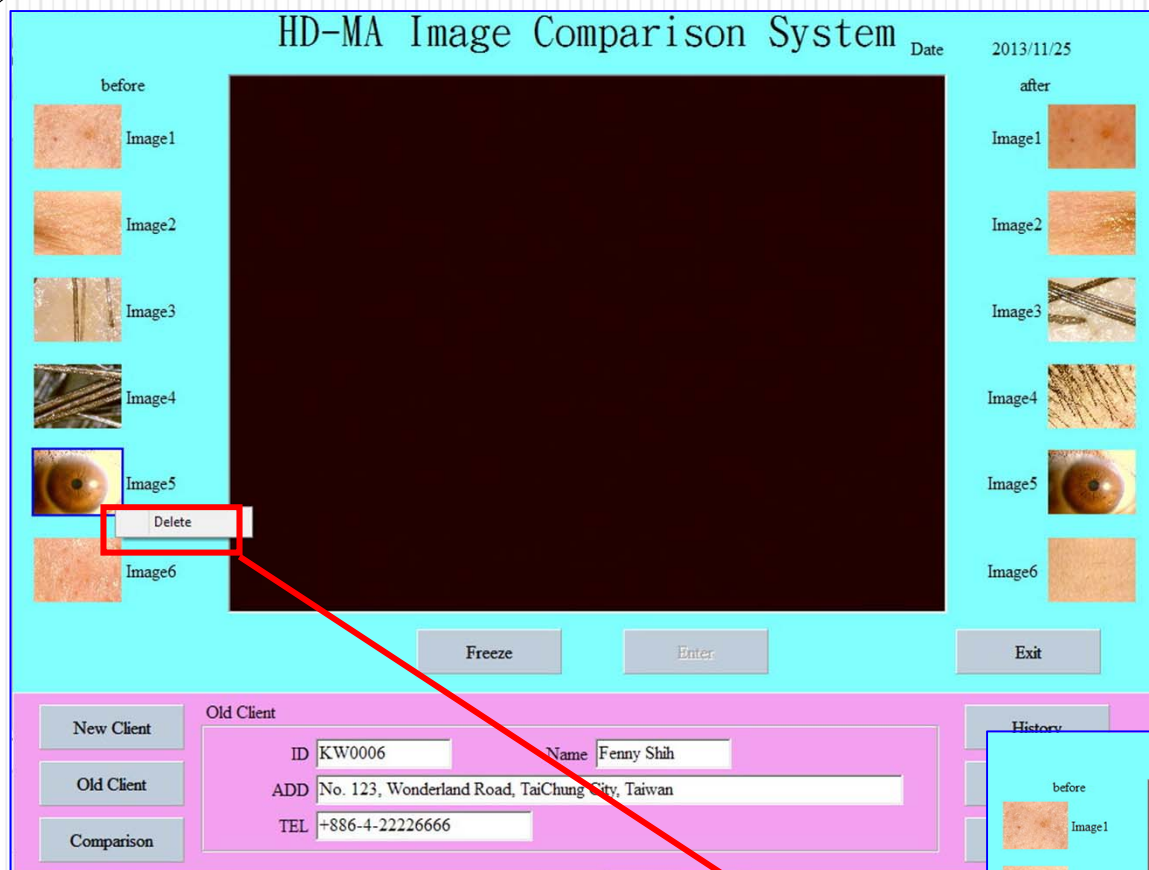 HD-MA Image Comparison System
Date 2013/11/25
before
after
Image1
Image1
Image2
Image2
Image3
Image3
Image4
Image4
Image5
Image5
Delete
Image6
Image6
Freeze
Enter
Exit
New Client
Old Client
History
ID KW0006 Name Fenny Shih
Old Client
ADD No. 123, Wonderland Road, TaiChung City, Taiwan
TEL +886-4-22226666
Comparison
before
Image1